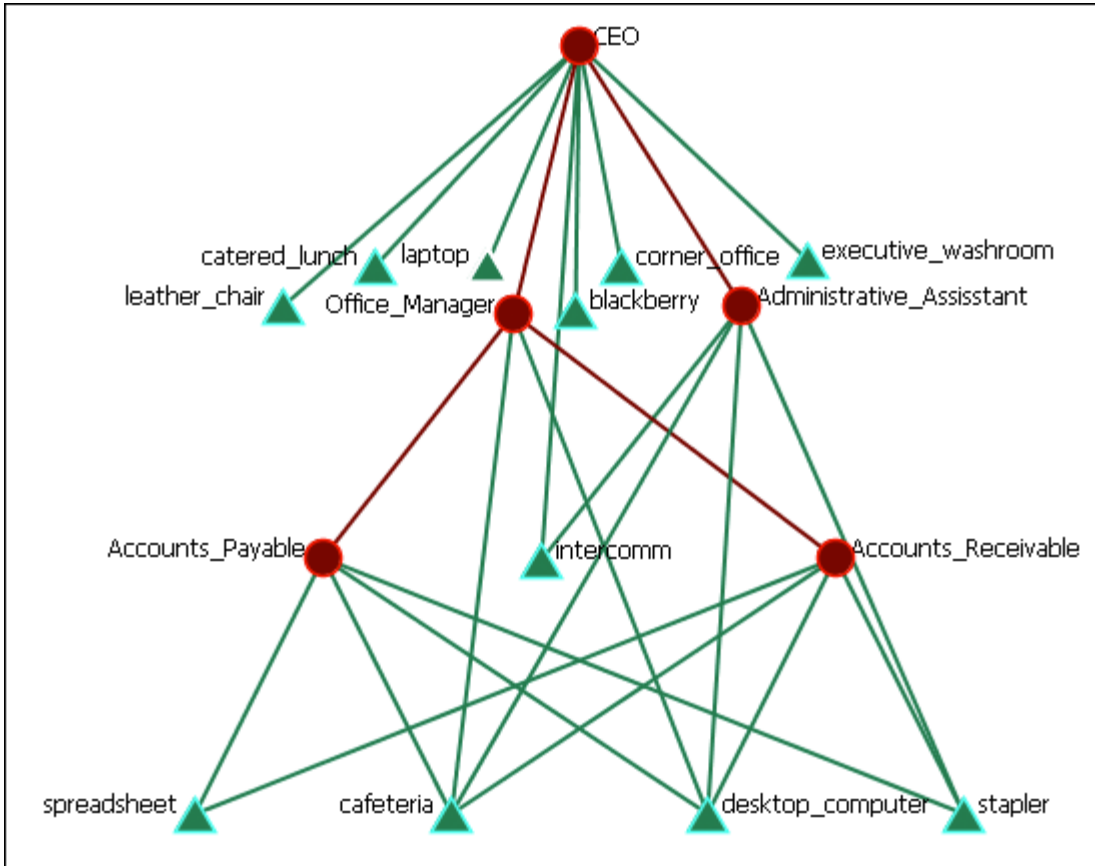 CEO
catered_lunch
laptop
corner_office
executive_washroom
leather_chair
Office_Manager
blackberry
Administrative_Assisstant
Accounts_Payable
intercomm
Accounts_Receivable
spreadsheet
cafeteria
desktop_computer
stapler